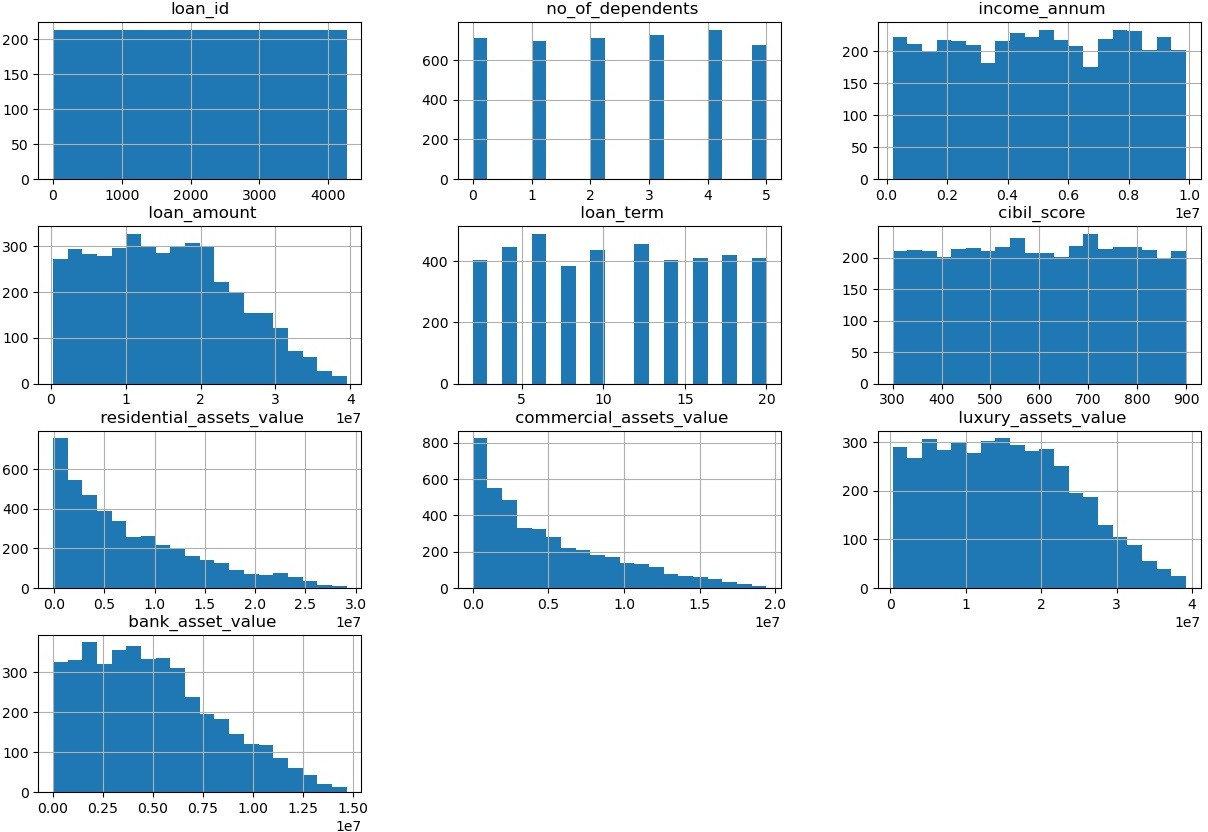 loan_id
200
150
100
50
0
0 1000 2000 3000 4000
no_of_dependents
600
400
200
0
0 1 2 3 4 5
income_annum
200
150
100
50
0
0.0 0.2 0.4 0.6 0.8 1.0
1e7
loan_amount
300
200
100
0
0 1 2 3 4
1e7
loan_term
400
200
0
5 10 15 20
cibil_score
200
150
100
50
0
300 400 500 600 700 800 900
residential_assets_value
600
400
200
0
0.0 0.5 1.0 1.5 2.0 2.5 3.0
1e7
commercial_assets_value
800
600
400
200
0
0.0 0.5 1.0 1.5 2.0
1e7
luxury_assets_value
300
200
100
0
0 1 2 3 4
1e7
bank_asset_value
300
200
100
0
0.00 0.25 0.50 0.75 1.00 1.25 1.50
1e7